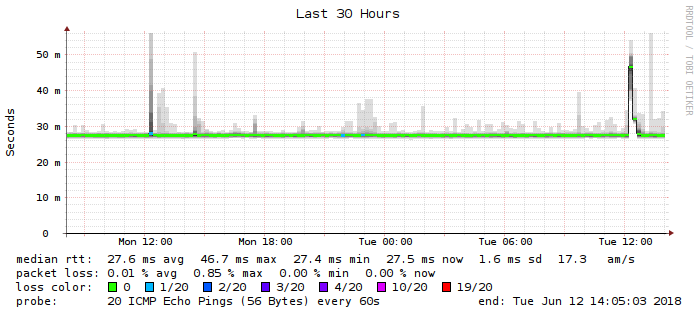 Last 30 Hours
RRDTOOL / TOBI OETIKER
Seconds
50 m
40 m
30 m
20 m
10 m
0
Mon 12:00 Mon 18:00 Tue 00:00 Tue 06:00 Tue 12:00
median rtt: 27.6 ms avg 46.7 ms max 27.4 ms min 27.5 ms now 1.6 ms sd 17.3 am/s
packet loss: 0.01 % avg 0.85 % max 0.00 % min 0.00 % now
loss color: 0 1/20 2/20 3/20 4/20 10/20 19/20
probe: 20 ICMP Echo Pings (56 Bytes) every 60s end: Tue Jun 12 14:05:03 2018